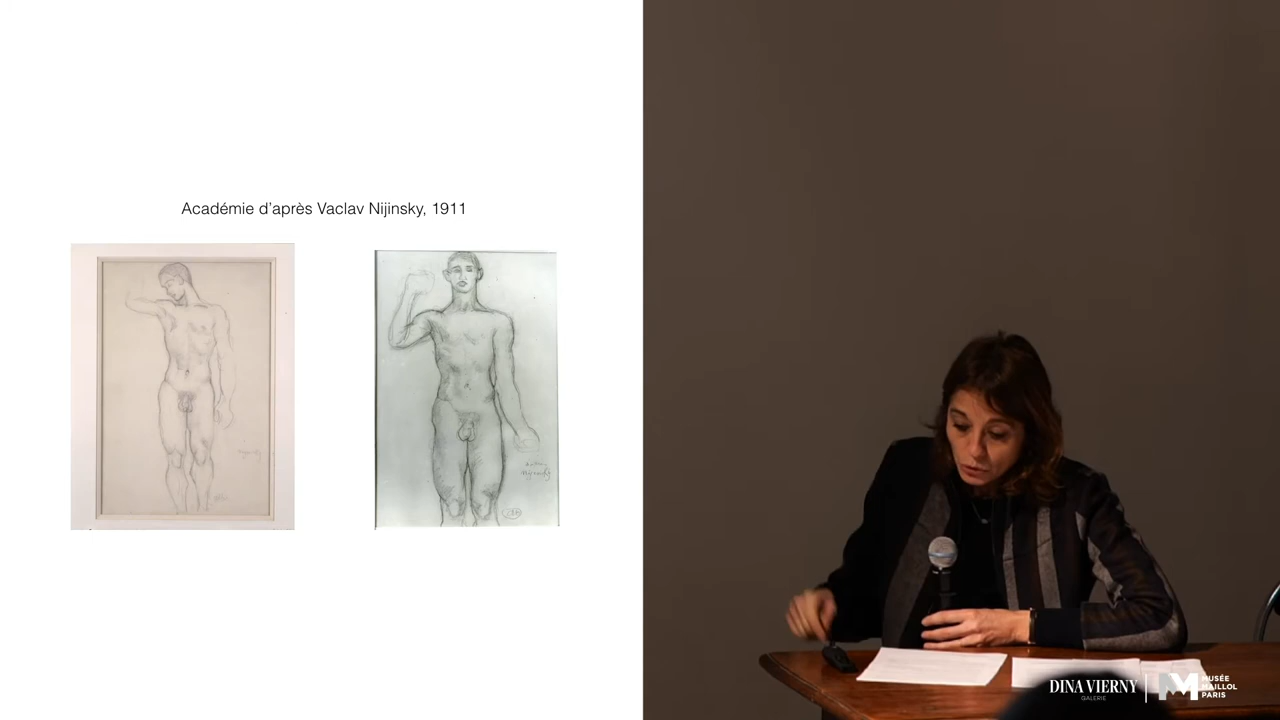 Académie d'après Vaclav Nijinsky, 1911
DINA VIERNY
GALERIE
MUSÉE
MAILLOL
PARIS